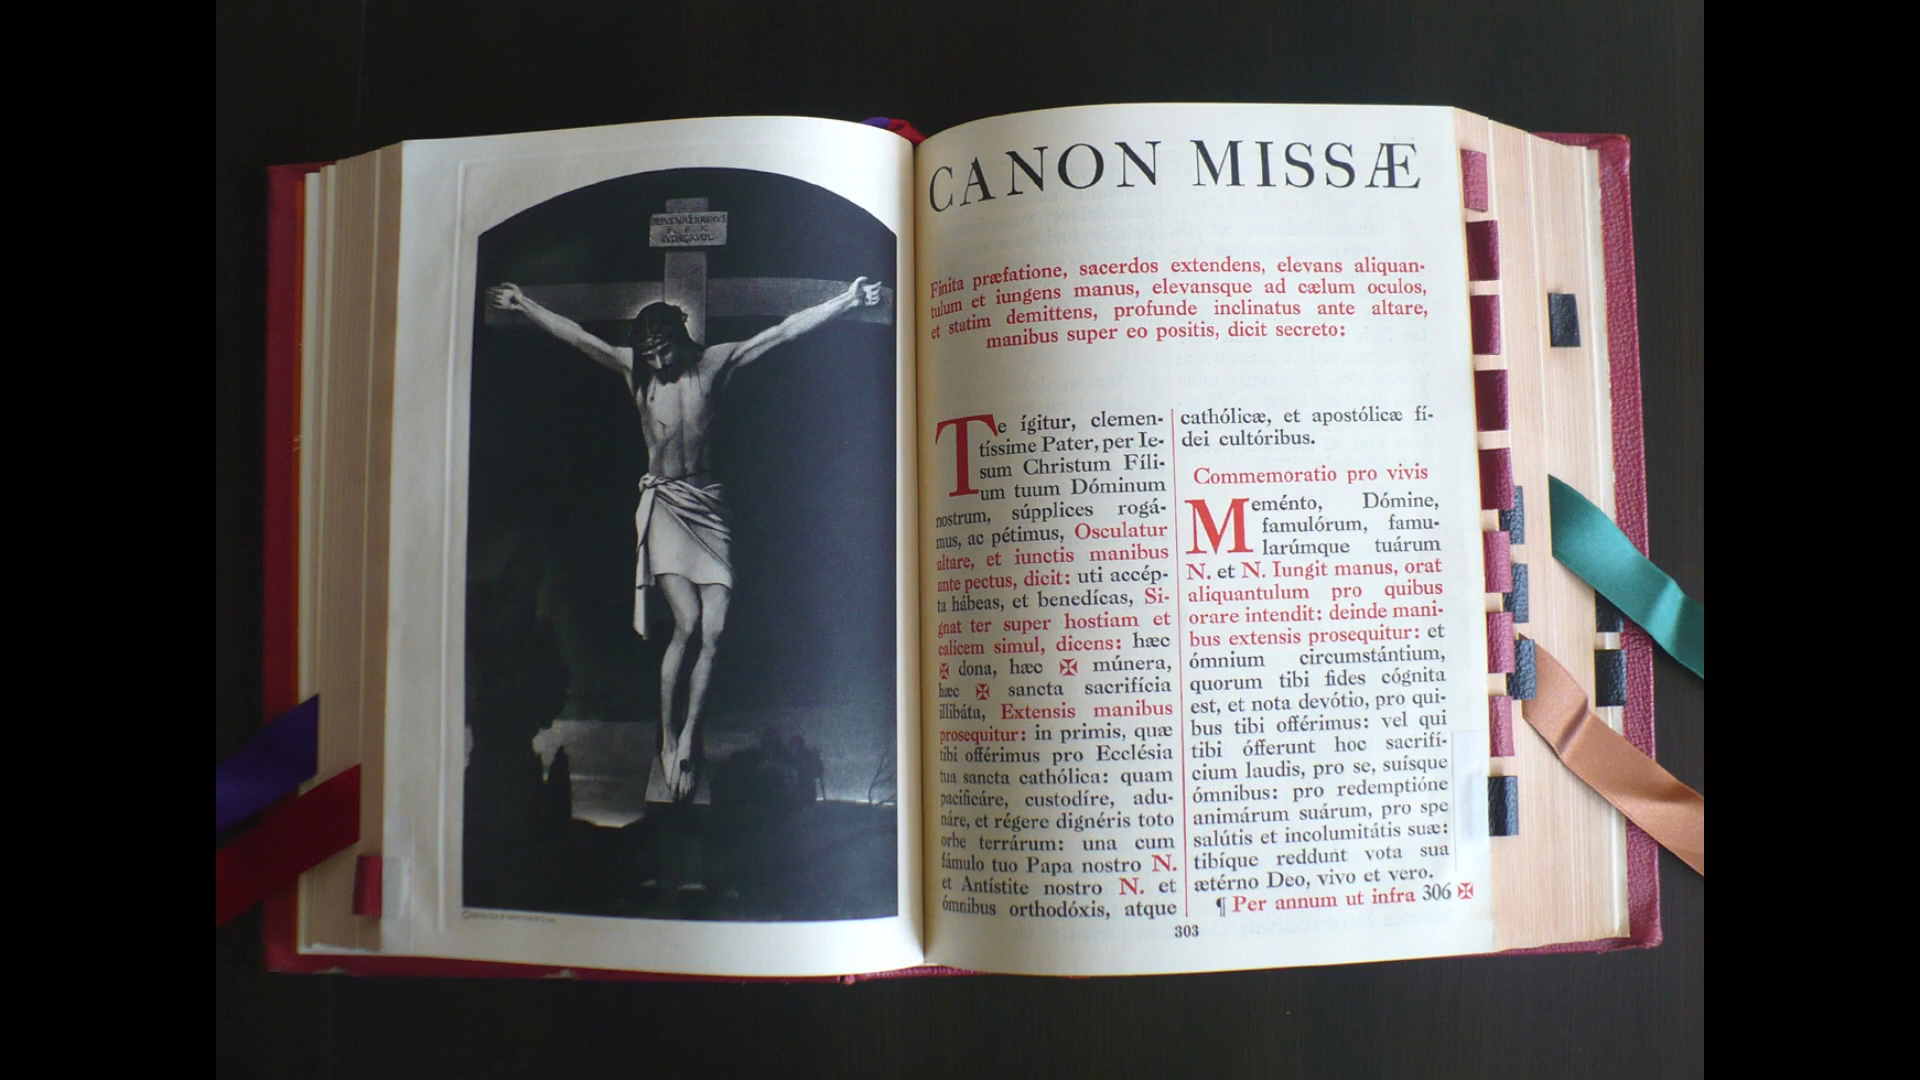 IESVS NAZARENVS
CANON MISSÆ
Finita præfatione, sacerdos extendens, elevans aliquan-
tulum et iungens manus, elevansque ad cælum oculos,
et statim demittens, profunde inclinatus ante altare,
manibus super eo positis, dicit secreto:
Te ígitur, clemen-
tíssime Pater, per Ie-
sum Christum Fíli-
um tuum Dóminum
nostrum, súpplices rogá-
mus, ac pétimus, Osculatur
altare, et iunctis manibus
ante pectus, dicit: uti accép-
ta hábeas, et benedícas, Si-
gnat ter super hostiam et
calicem simul, dicens: hæc
✠ dona, hæc ✠ múnera,
hæc ✠ sancta sacrifícia
illibáta, Extensis manibus
prosequitur: in primis, quæ
tibi offérimus pro Ecclésia
tua sancta cathólica: quam
pacificáre, custodíre, adu-
náre, et régere dignéris toto
orbe terrárum: una cum
fámulo tuo Papa nostro N.
et Antístite nostro N. et
ómnibus orthodóxis, atque
cathólicæ, et apostólicæ fí-
dei cultóribus.
Commemoratio pro vivis
Meménto, Dómine,
famulórum, famu-
larúmque tuárum
N. et N. Iungit manus, orat
aliquantulum pro quibus
orare intendit: deinde mani-
bus extensis prosequitur: et
ómnium circumstántium,
quorum tibi fides cógnita
est, et nota devótio, pro qui-
bus tibi offérimus: vel qui
tibi ófferunt hoc sacrifí-
cium laudis, pro se, suísque
ómnibus: pro redemptióne
animárum suárum, pro spe
salútis et incolumitátis suæ:
tibíque reddunt vota sua
ætérno Deo, vivo et vero.
¶ Per annum ut infra 306 ✠
303